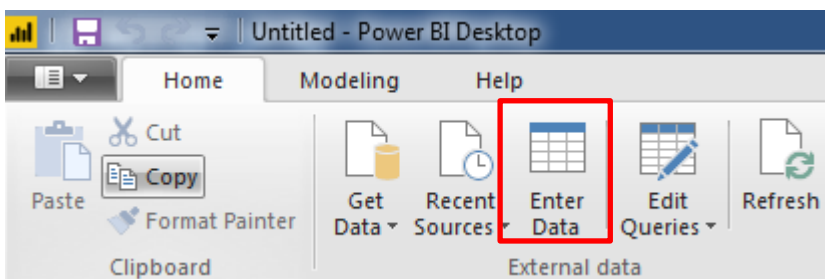 Untitled - Power BI Desktop
Home Modeling Help
Cut
Copy
Format Painter
Paste
Clipboard
Get Data
Recent Sources
Enter Data
Edit Queries
Refresh
External data